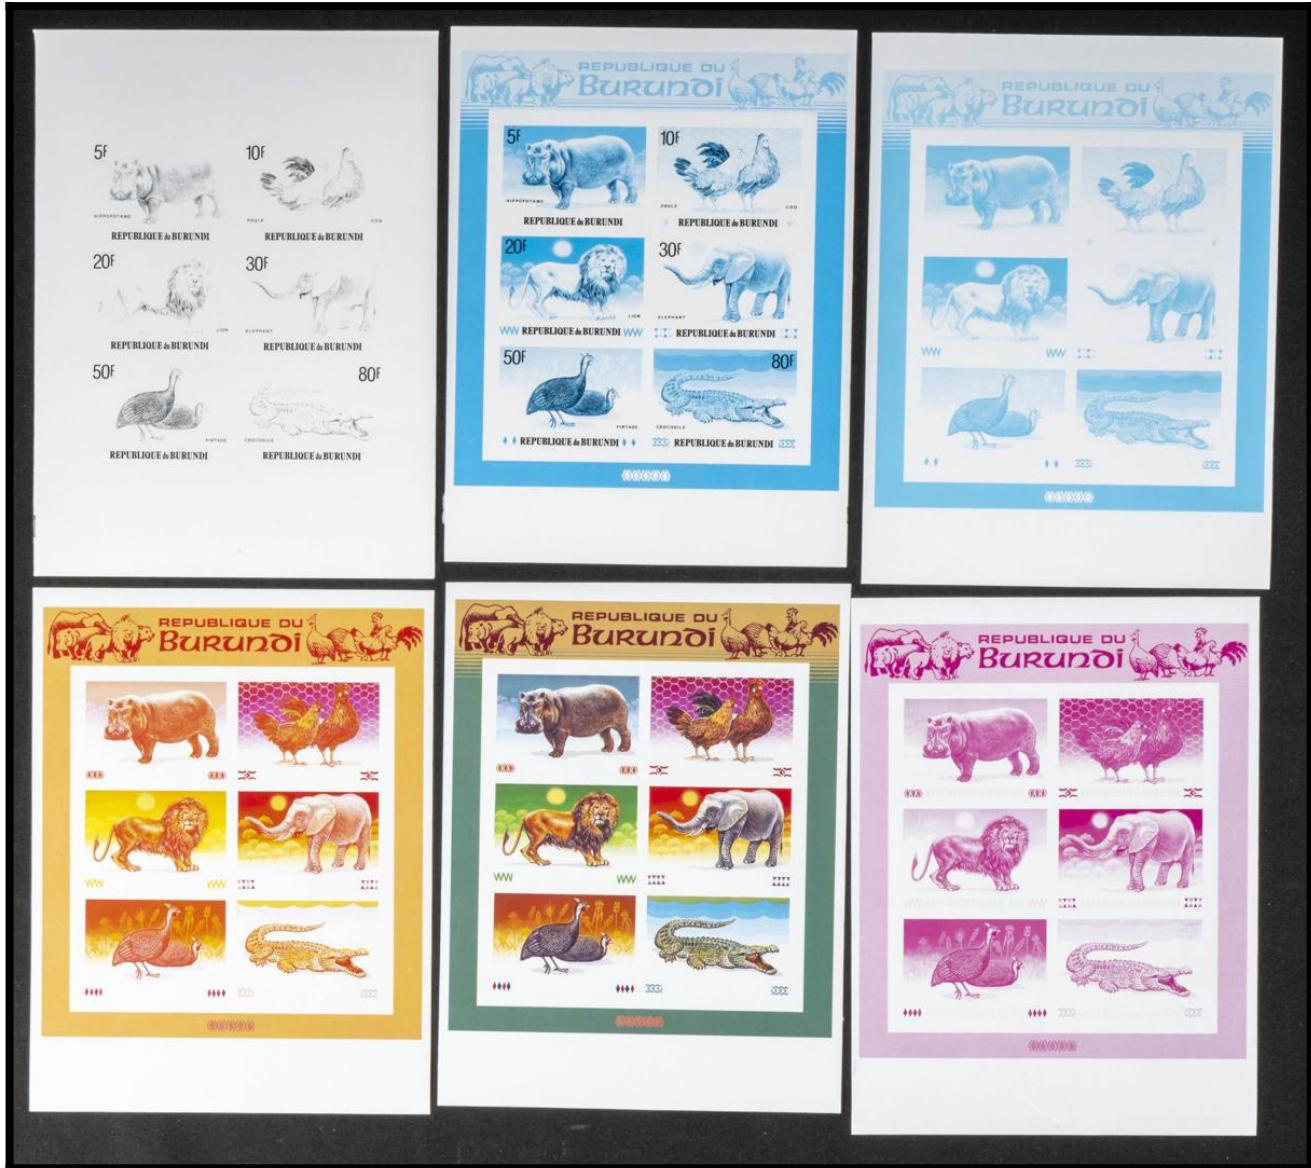 5F
10F
HIPPOPOTAME
POULE
COQ
REPUBLIQUE du BURUNDI
REPUBLIQUE du BURUNDI
20F
30F
LION
ELEPHANT
REPUBLIQUE du BURUNDI
REPUBLIQUE du BURUNDI
50F
80F
PINTADE
CROCODILE
REPUBLIQUE du BURUNDI
REPUBLIQUE du BURUNDI
REPUBLIQUE DU
BURUNDI
5F
10F
HIPPOPOTAME
POULE
COQ
REPUBLIQUE du BURUNDI
REPUBLIQUE du BURUNDI
20F
30F
LION
ELEPHANT
REPUBLIQUE du BURUNDI
REPUBLIQUE du BURUNDI
50F
80F
PINTADE
CROCODILE
REPUBLIQUE du BURUNDI
REPUBLIQUE du BURUNDI
REPUBLIQUE DU
BURUNDI
REPUBLIQUE DU
BURUNDI
REPUBLIQUE DU
BURUNDI
REPUBLIQUE DU
BURUNDI